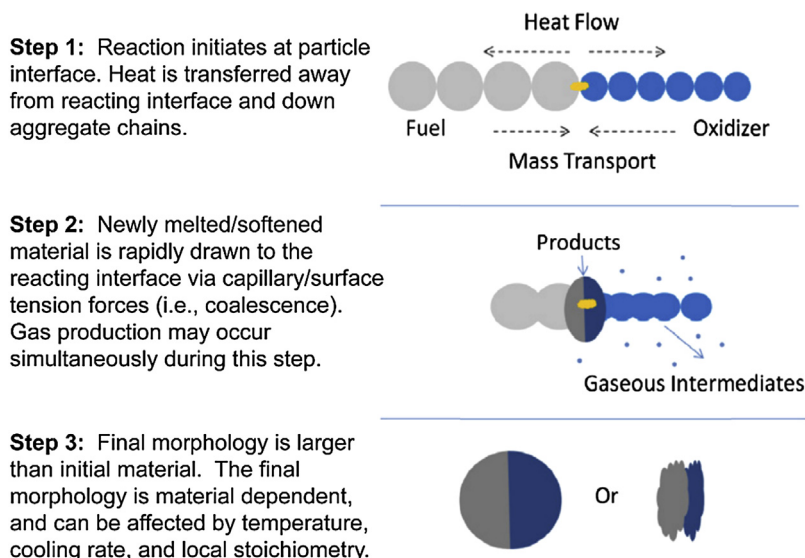 Step 1: Reaction initiates at particle
interface. Heat is transferred away
from reacting interface and down
aggregate chains.
Heat Flow
Fuel
Oxidizer
Mass Transport
Step 2: Newly melted/softened
material is rapidly drawn to the
reacting interface via capillary/surface
tension forces (i.e., coalescence).
Gas production may occur
simultaneously during this step.
Products
Gaseous Intermediates
Step 3: Final morphology is larger
than initial material. The final
morphology is material dependent,
and can be affected by temperature,
cooling rate, and local stoichiometry.
Or